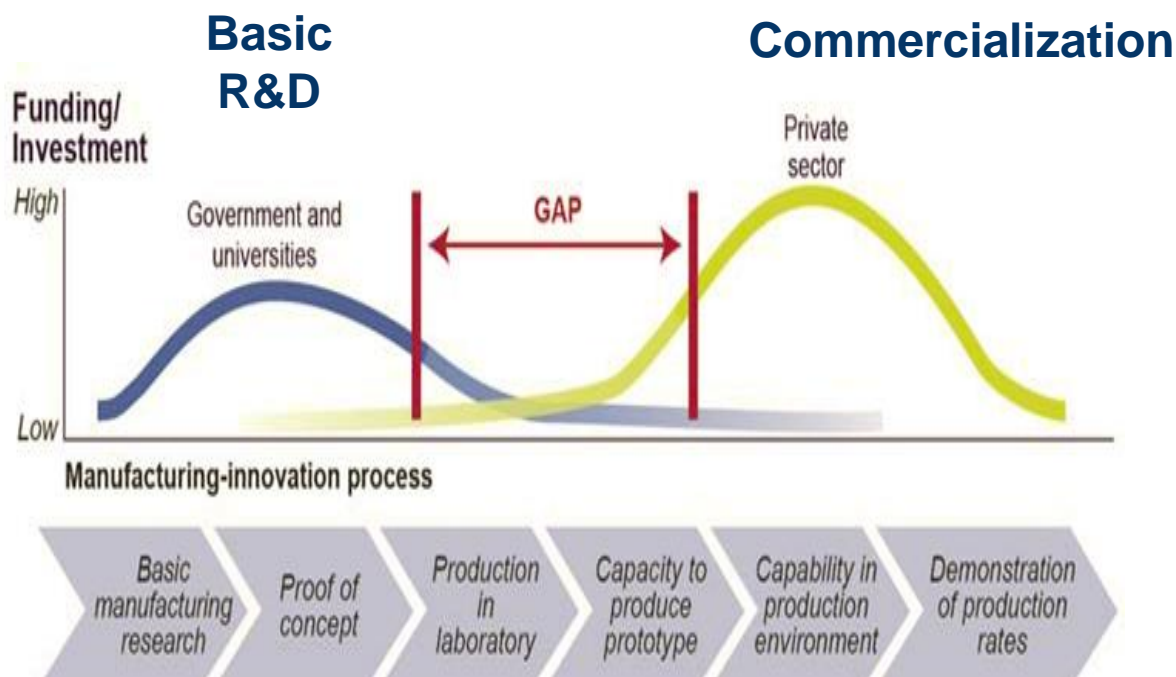 Basic
R&D
Commercialization
Funding/
Investment
High
Low
Government and
universities
GAP
Private
sector
Manufacturing-innovation process
Basic
manufacturing
research
Proof of
concept
Production
in
laboratory
Capacity to
produce
prototype
Capability in
production
environment
Demonstration
of production
rates